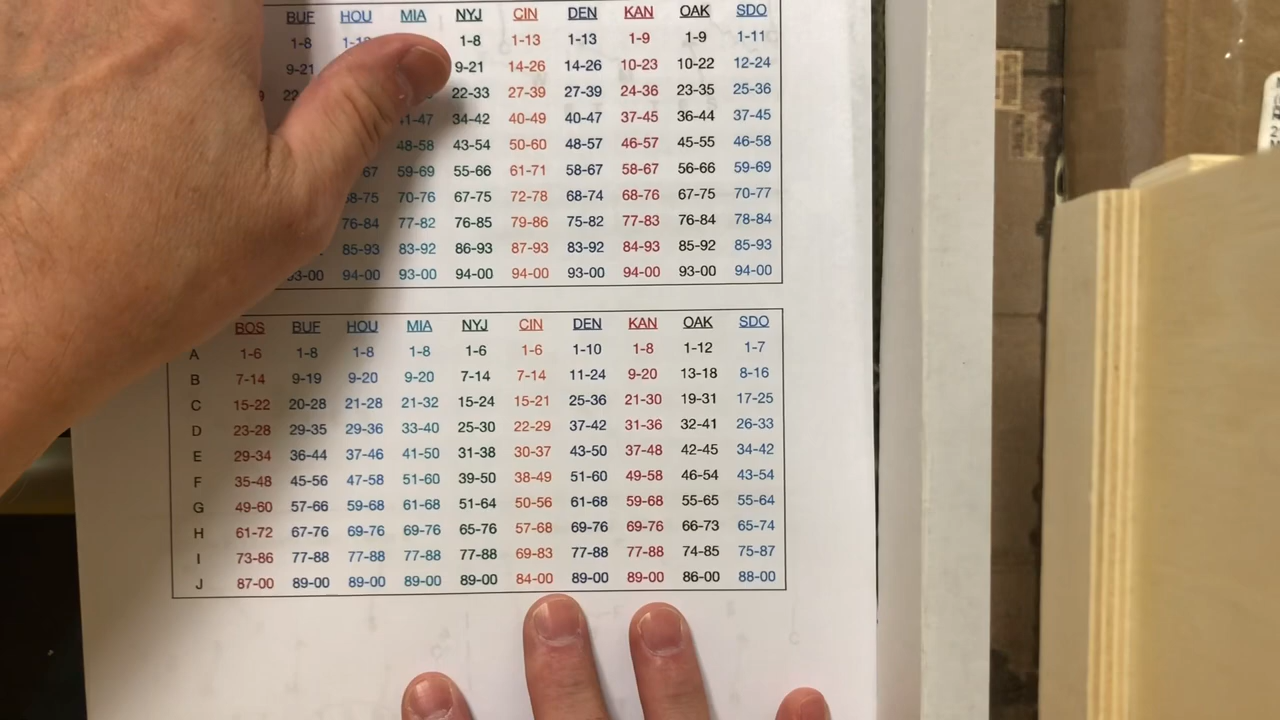 BUF HOU MIA NYJ CIN DEN KAN OAK SDO
1-8 1-8 1-13 1-13 1-9 1-9 1-11
9-21 9-21 14-26 14-26 10-23 10-22 12-24
22-33 27-39 27-39 24-36 23-35 25-36
34-42 40-49 40-47 37-45 36-44 37-45
48-58 43-54 50-60 48-57 46-57 45-55 46-58
59-69 55-66 61-71 58-67 58-67 56-66 59-69
70-76 67-75 72-78 68-74 68-76 67-75 70-77
76-84 77-82 76-85 79-86 75-82 77-83 76-84 78-84
85-93 83-92 86-93 87-93 83-92 84-93 85-92 85-93
94-00 93-00 94-00 94-00 93-00 94-00 93-00 94-00
BOS BUF HOU MIA NYJ CIN DEN KAN OAK SDO
A 1-6 1-8 1-8 1-8 1-6 1-6 1-10 1-8 1-12 1-7
B 7-14 9-19 9-20 9-20 7-14 7-14 11-24 9-20 13-18 8-16
C 15-22 20-28 21-28 21-32 15-24 15-21 25-36 21-30 19-31 17-25
D 23-28 29-35 29-36 33-40 25-30 22-29 37-42 31-36 32-41 26-33
E 29-34 36-44 37-46 41-50 31-38 30-37 43-50 37-48 42-45 34-42
F 35-48 45-56 47-58 51-60 39-50 38-49 51-60 49-58 46-54 43-54
G 49-60 57-66 59-68 61-68 51-64 50-56 61-68 59-68 55-65 55-64
H 61-72 67-76 69-76 69-76 65-76 57-68 69-76 69-76 66-73 65-74
I 73-86 77-88 77-88 77-88 77-88 69-83 77-88 77-88 74-85 75-87
J 87-00 89-00 89-00 89-00 89-00 84-00 89-00 89-00 86-00 88-00